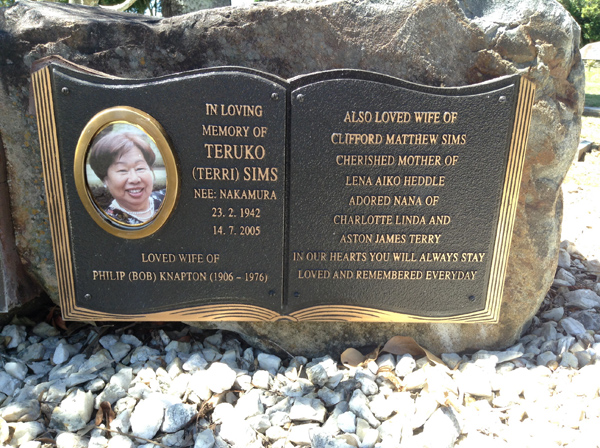 IN LOVING
MEMORY OF
TERUKO
(TERRI) SIMS
NEE: NAKAMURA
23. 2. 1942
14. 7. 2005
LOVED WIFE OF
PHILIP (BOB) KNAPTON (1906 - 1976)
ALSO LOVED WIFE OF
CLIFFORD MATTHEW SIMS
CHERISHED MOTHER OF
LENA AIKO HEDDLE
ADORED NANA OF
CHARLOTTE LINDA AND
ASTON JAMES TERRY
IN OUR HEARTS YOU WILL ALWAYS STAY
LOVED AND REMEMBERED EVERYDAY